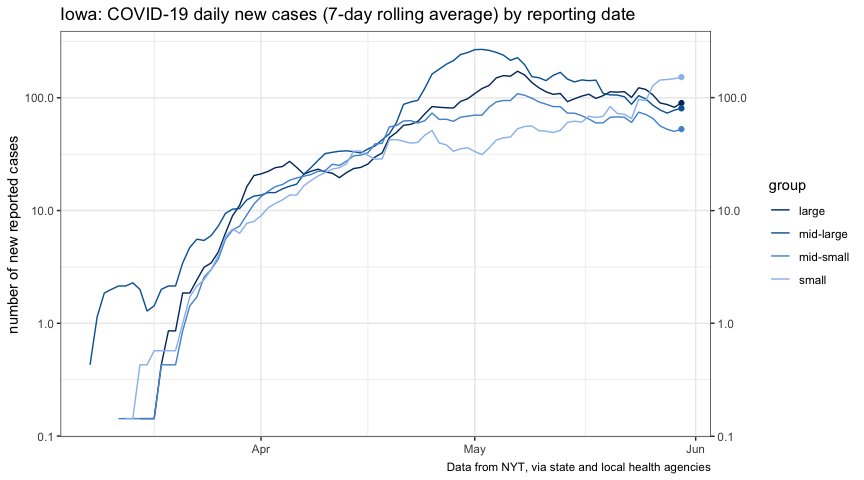 Iowa: COVID-19 daily new cases (7-day rolling average) by reporting date
number of new reported cases
100.0
10.0
1.0
0.1
100.0
10.0
1.0
0.1
Apr
May
Jun
group
large
mid-large
mid-small
small
Data from NYT, via state and local health agencies